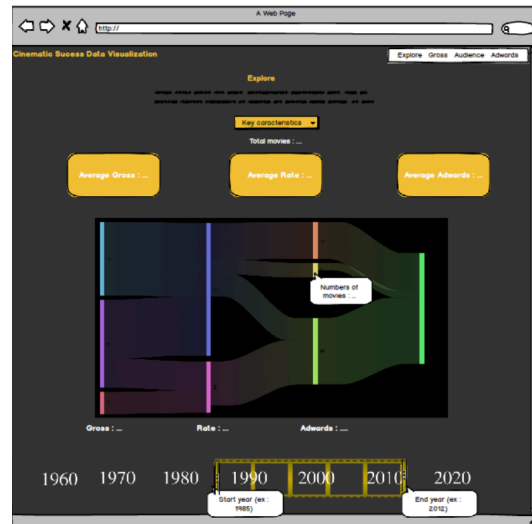 A Web Page
http://
Cinematic Sucess Data Visualization
Explore Gross Audience Adwords
Explore
Key caracteristics
Total movies : ...
Average Gross : ...
Average Rate : ...
Average Adwords : ...
Numbers of
movies : ...
Gross : ...
Rate : ...
Adwords : ....
1960 1970 1980 1990 2000 2010 2020
Start year (ex :
1985)
End year (ex :
2012)